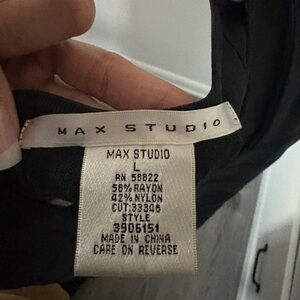 MAX STUDIO
MAX STUDIO
L
RN 58822
58% RAYON
42% NYLON
CUT:33346
STYLE
3906151
MADE IN CHINA
CARE ON REVERSE